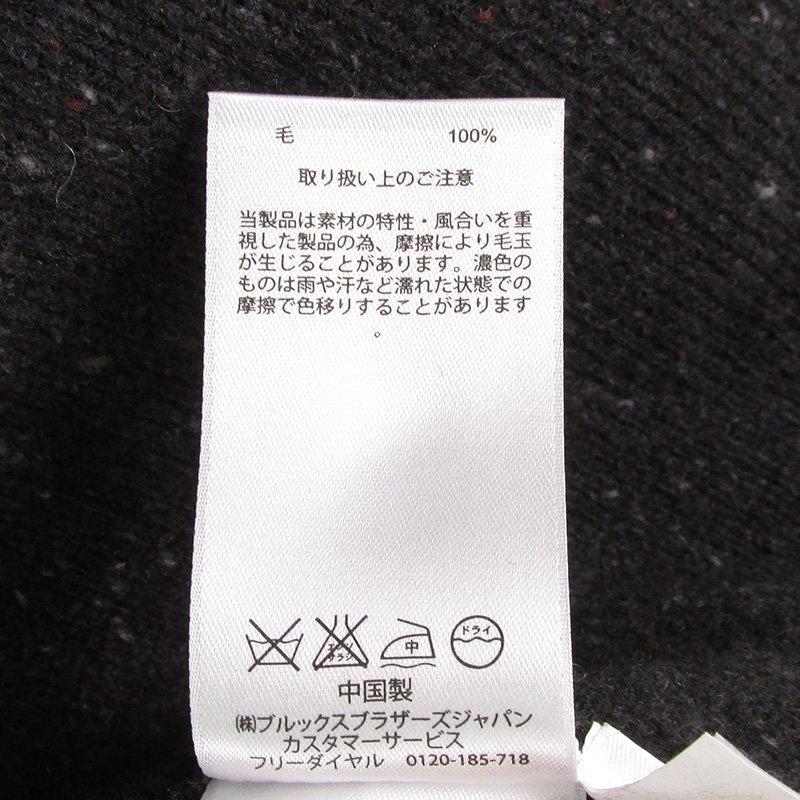 毛 100%
取り扱い上のご注意
当製品は素材の特性・風合いを重
視した製品の為、摩擦により毛玉
が生じることがあります。濃色の
ものは雨や汗など濡れた状態での
摩擦で色移りすることがあります
。
エンソ サラシ 中 ドライ
中国製
㈱ブルックスブラザーズジャパン
カスタマーサービス
フリーダイヤル 0120-185-718